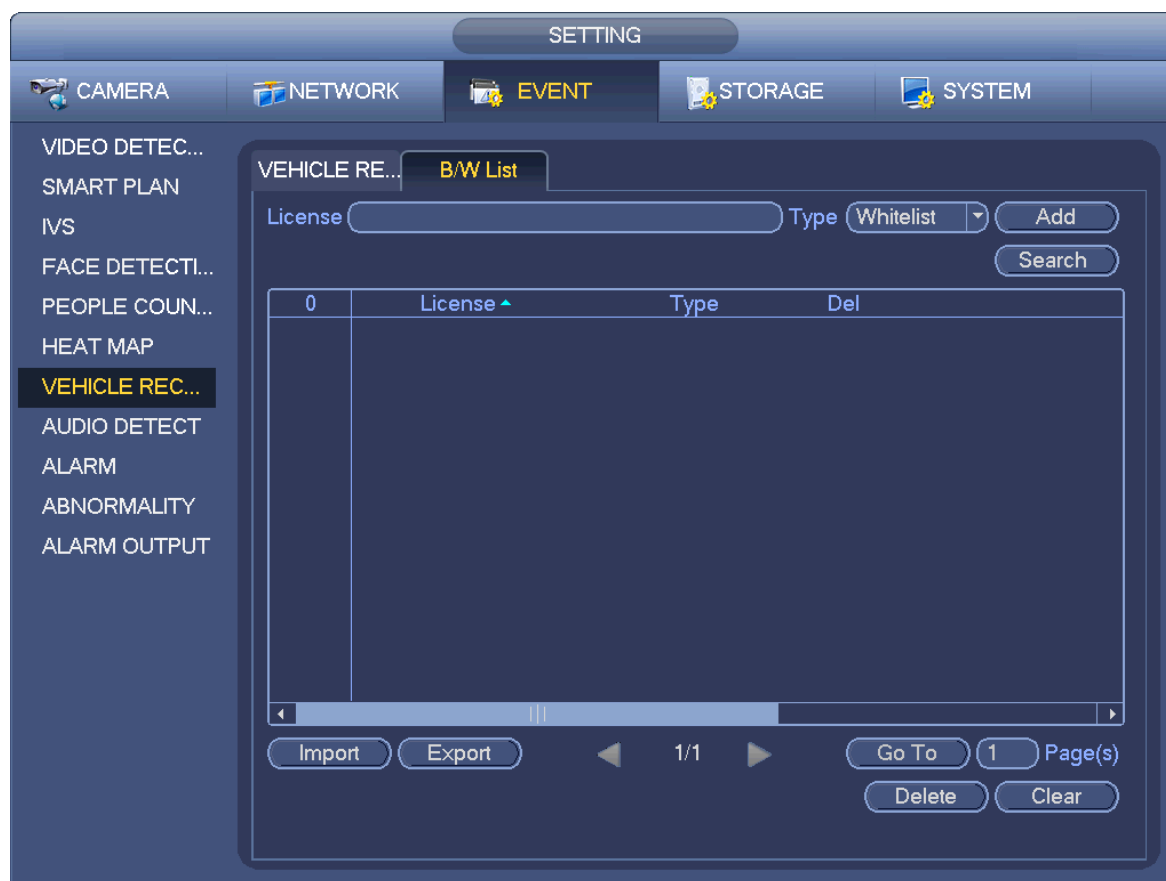 SETTING
CAMERA NETWORK EVENT STORAGE SYSTEM
VIDEO DETEC...
SMART PLAN
IVS
FACE DETECTI...
PEOPLE COUN...
HEAT MAP
VEHICLE REC...
AUDIO DETECT
ALARM
ABNORMALITY
ALARM OUTPUT
VEHICLE RE... B/W List
License Type Whitelist Add
Search
0 License Type Del
Import Export 1/1 Go To 1 Page(s)
Delete Clear